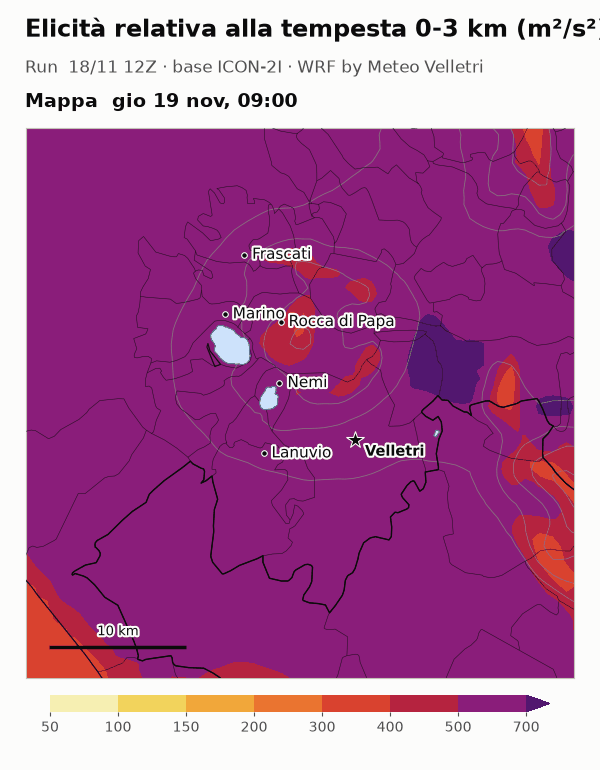 Elicità relativa alla tempesta 0-3 km (m²/s²)
Run 18/11 12Z · base ICON-2I · WRF by Meteo Velletri
Mappa gio 19 nov, 09:00
Frascati
Marino
Rocca di Papa
Nemi
Velletri
Lanuvio
10 km
50 100 150 200 300 400 500 700